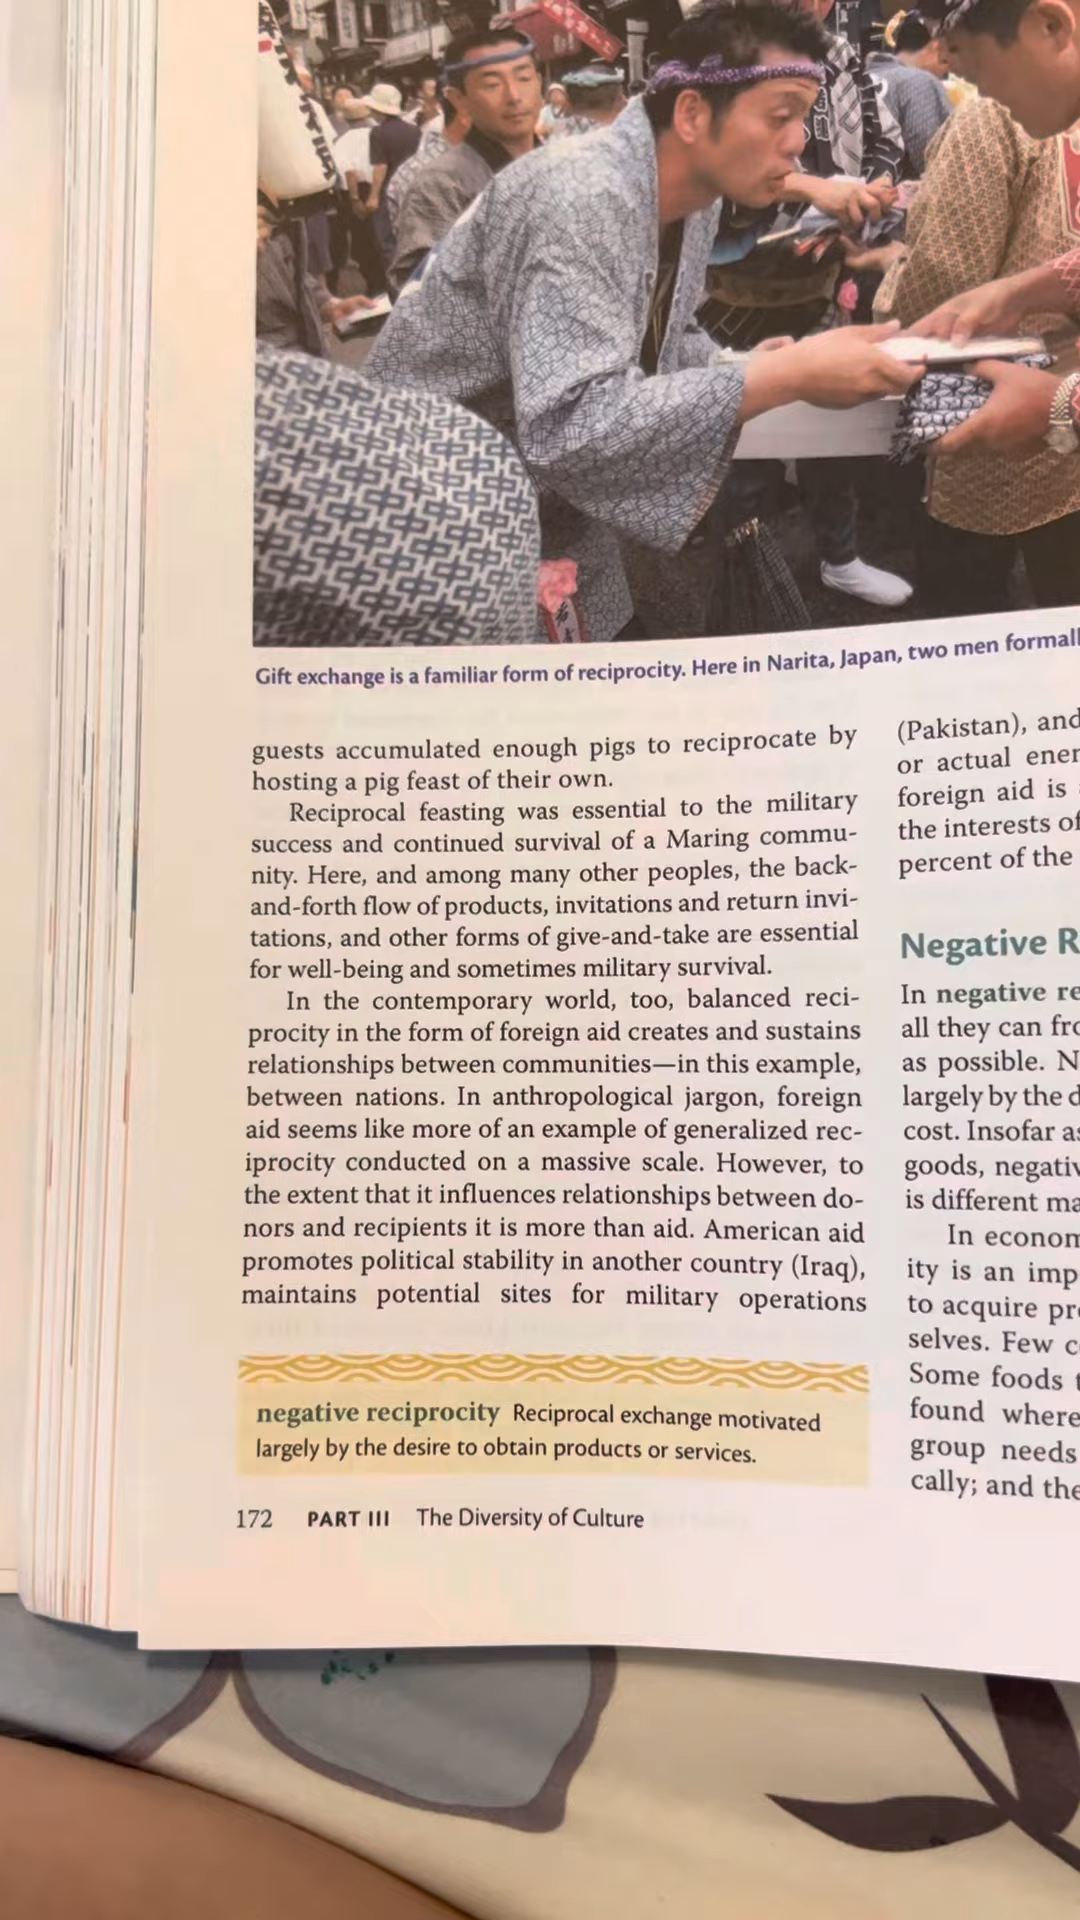 Gift exchange is a familiar form of reciprocity. Here in Narita, Japan, two men formall
guests accumulated enough pigs to reciprocate by
hosting a pig feast of their own.
Reciprocal feasting was essential to the military
success and continued survival of a Maring commu-
nity. Here, and among many other peoples, the back-
and-forth flow of products, invitations and return invi-
tations, and other forms of give-and-take are essential
for well-being and sometimes military survival.
In the contemporary world, too, balanced reci-
procity in the form of foreign aid creates and sustains
relationships between communities—in this example,
between nations. In anthropological jargon, foreign
aid seems like more of an example of generalized rec-
iprocity conducted on a massive scale. However, to
the extent that it influences relationships between do-
nors and recipients it is more than aid. American aid
promotes political stability in another country (Iraq),
maintains potential sites for military operations
negative reciprocity Reciprocal exchange motivated
largely by the desire to obtain products or services.
172 PART III The Diversity of Culture
(Pakistan), and
or actual ener
foreign aid is
the interests of
percent of the
Negative R
In negative re
all they can fro
as possible. N
largely by the d
cost. Insofar as
goods, negativ
is different ma
In econom
ity is an imp
to acquire pro
selves. Few c
Some foods t
found where
group needs
cally; and the